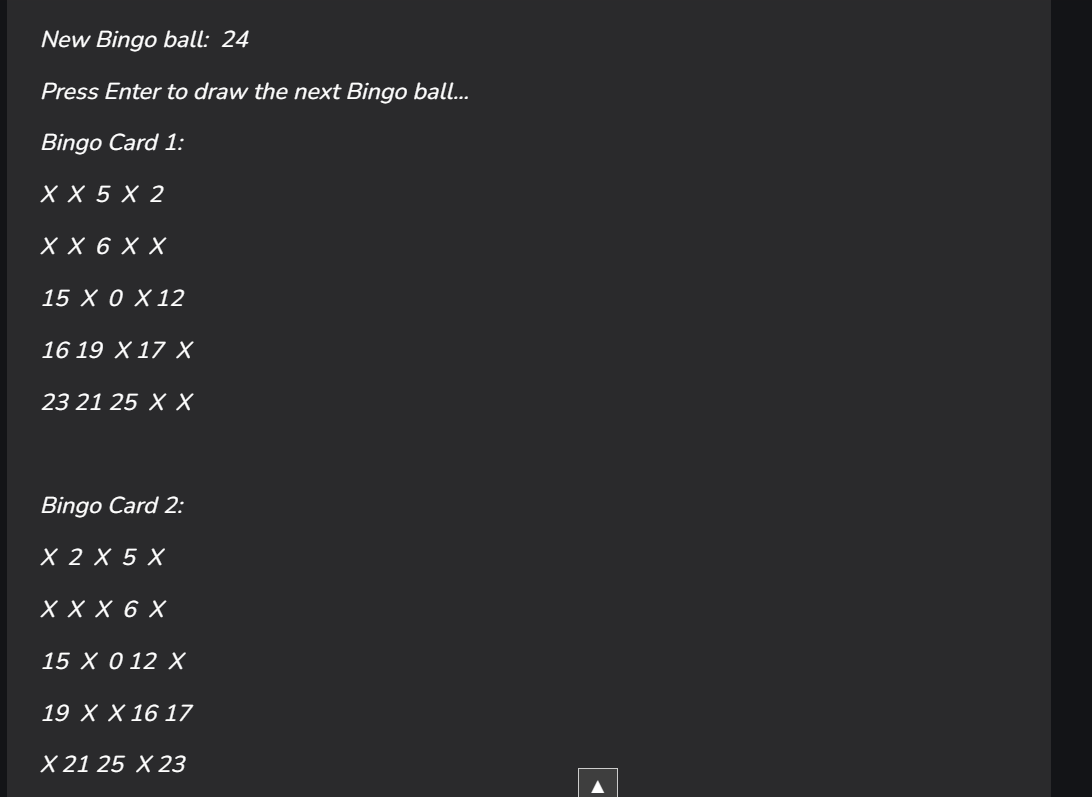 New Bingo ball:  24
Press Enter to draw the next Bingo ball...
Bingo Card 1:
X  X  5  X  2
X  X  6  X  X
15  X  0  X 12
16 19  X 17  X
23 21 25  X  X
Bingo Card 2:
X  2  X  5  X
X  X  X  6  X
15  X  0 12  X
19  X  X 16 17
X 21 25  X 23